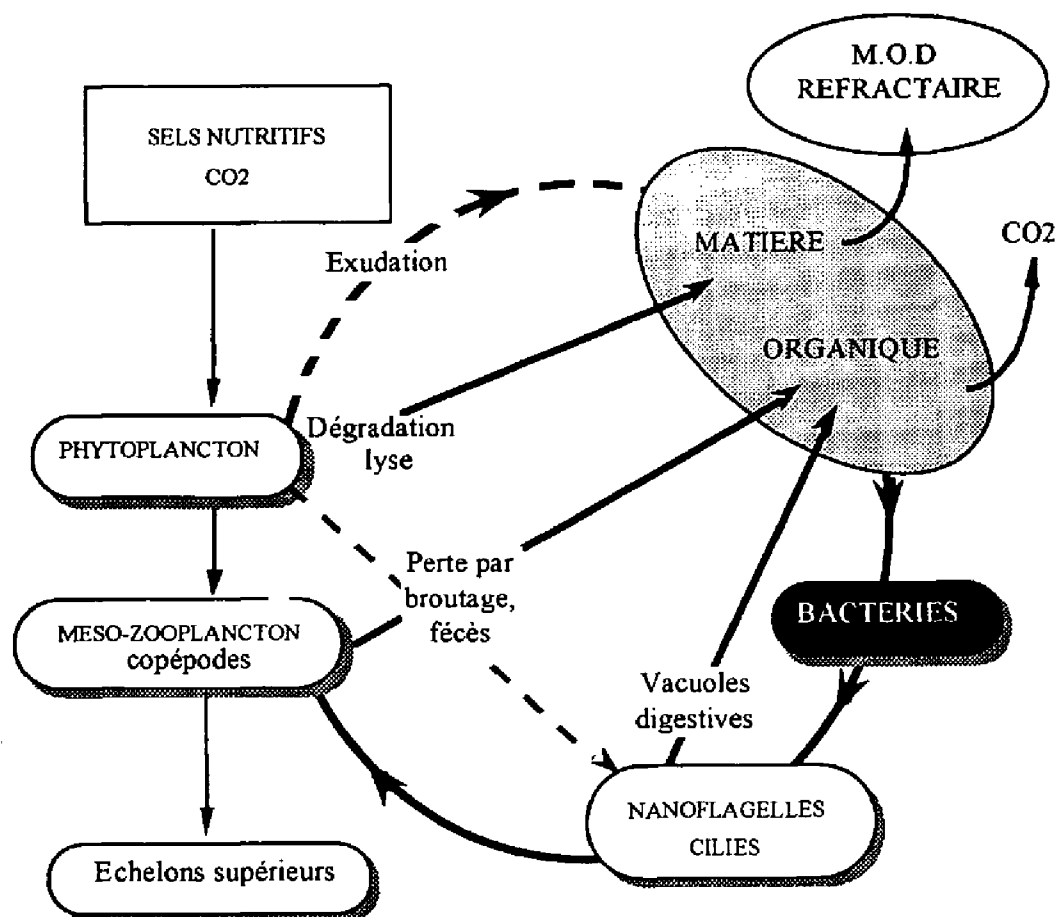 M.O.D
REFRACTAIRE
SELS NUTRITIFS
CO2
MATIERE
CO2
Exudation
ORGANIQUE
PHYTOPLANCTON
Dégradation
lyse
Perte par
broutage,
fécès
BACTERIES
MESO-ZOOPLANCTON
copépodes
Vacuoles
digestives
NANOFLAGELLES
CILIES
Echelons supérieurs